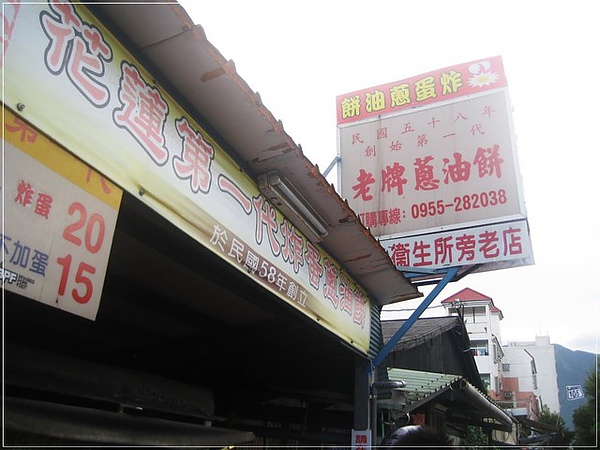 花蓮第一代炸蛋蔥油餅
於民國58年創立
代
炸蛋 20
不加蛋 15
炸蛋蔥油餅
民國五十八年
創始第一代
老牌蔥油餅
訂購專線:0955-282038
衛生所旁老店